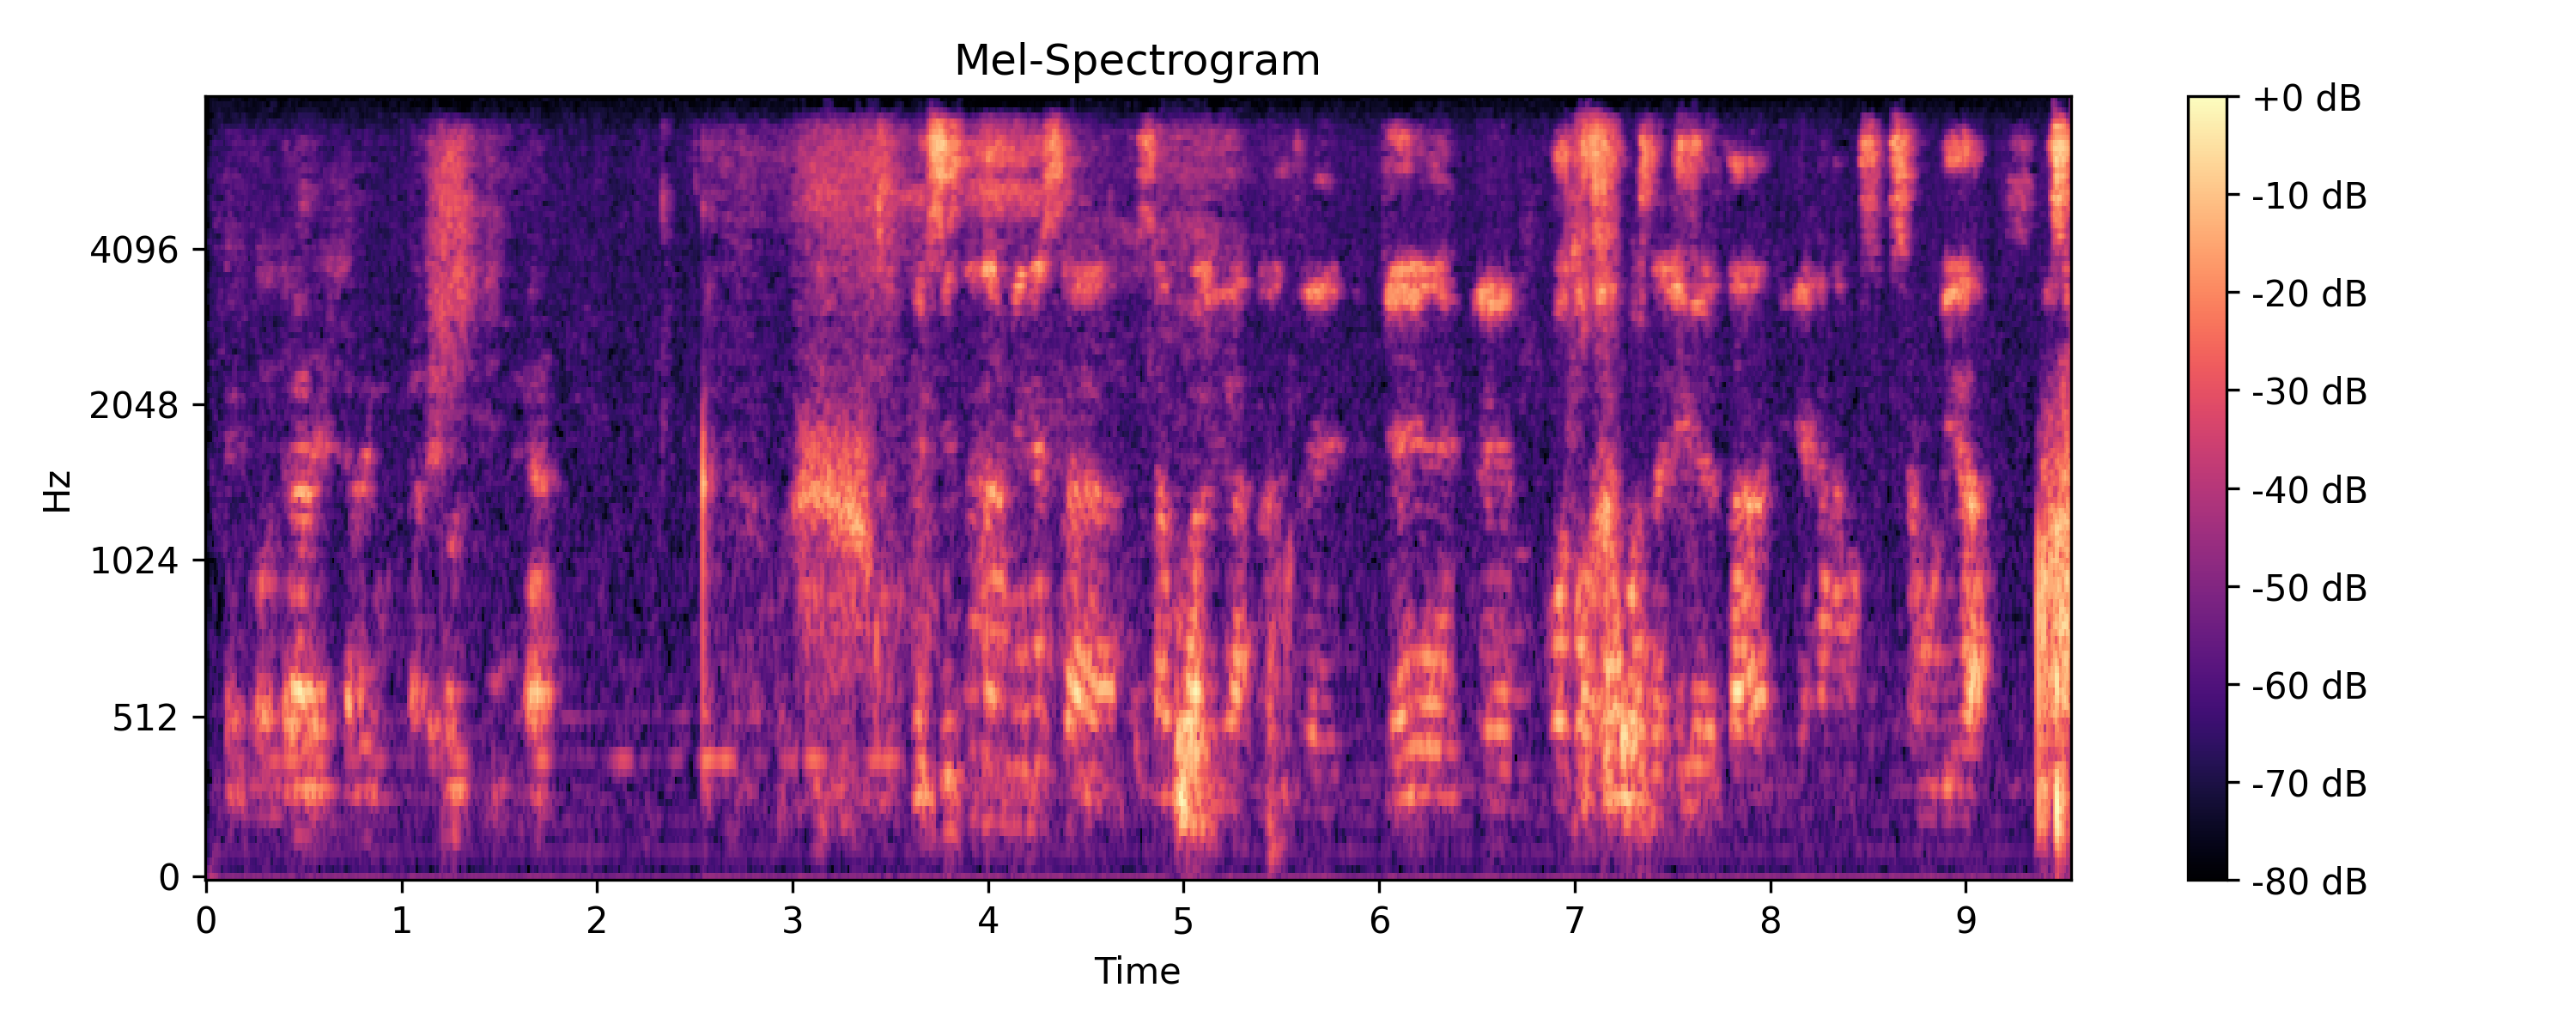 Mel-Spectrogram
+0 dB
-10 dB
4096
-20 dB
-30 dB
2048
Hz
-40 dB
1024
-50 dB
-60 dB
512
-70 dB
0
-80 dB
0 1 2 3 4 5 6 7 8 9
Time